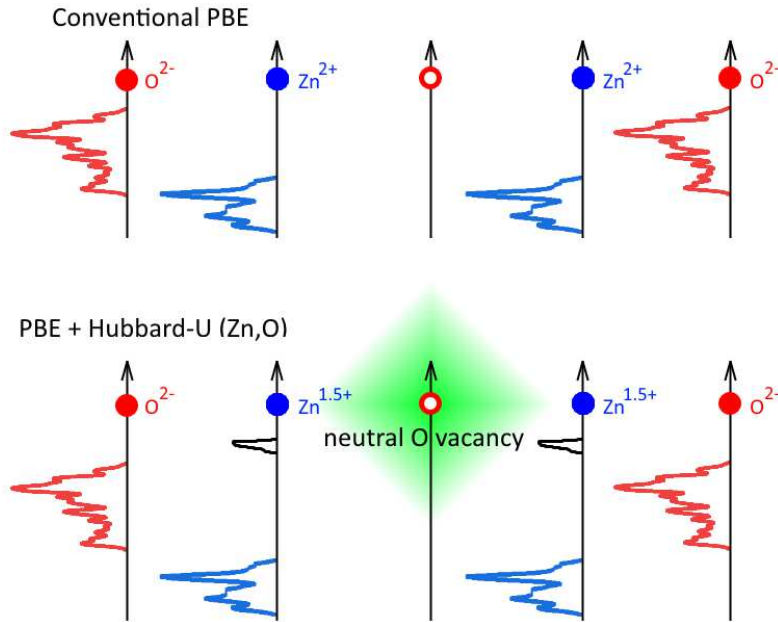 Conventional PBE
O2- Zn2+ Zn2+ O2-
PBE + Hubbard-U (Zn,O)
O2- Zn1.5+ Zn1.5+ O2-
neutral O vacancy